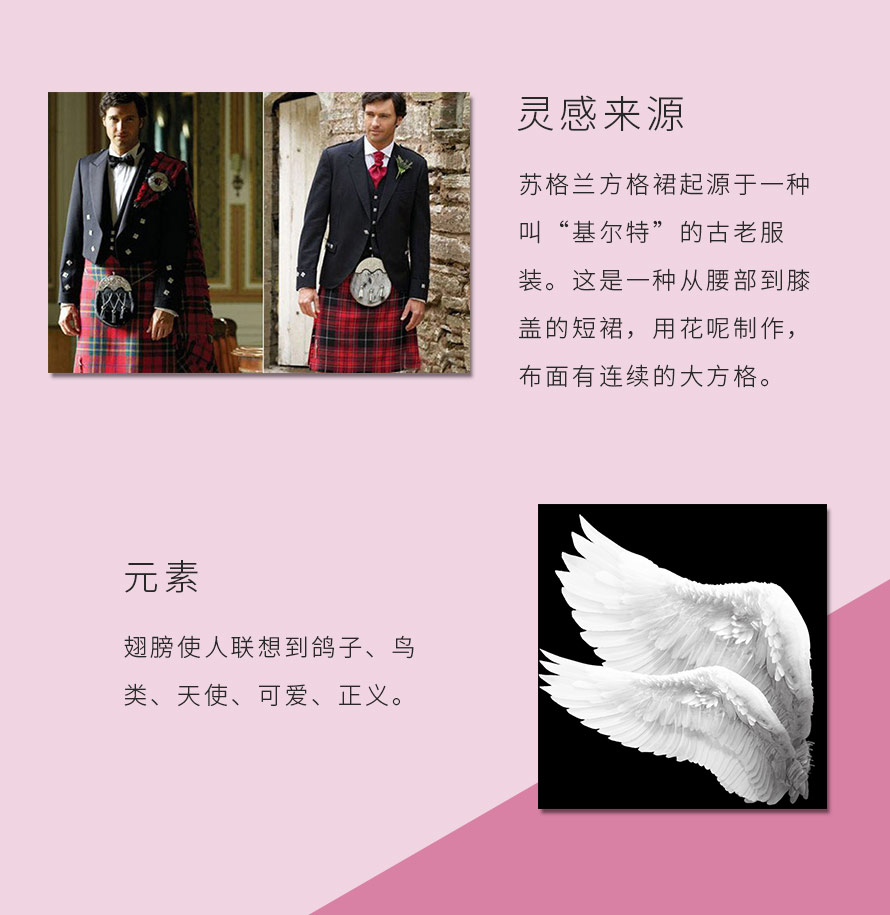 灵感来源
苏格兰方格裙起源于一种
叫“基尔特”的古老服
装。这是一种从腰部到膝
盖的短裙，用花呢制作，
布面有连续的大方格。
元素
翅膀使人联想到鸽子、鸟
类、天使、可爱、正义。